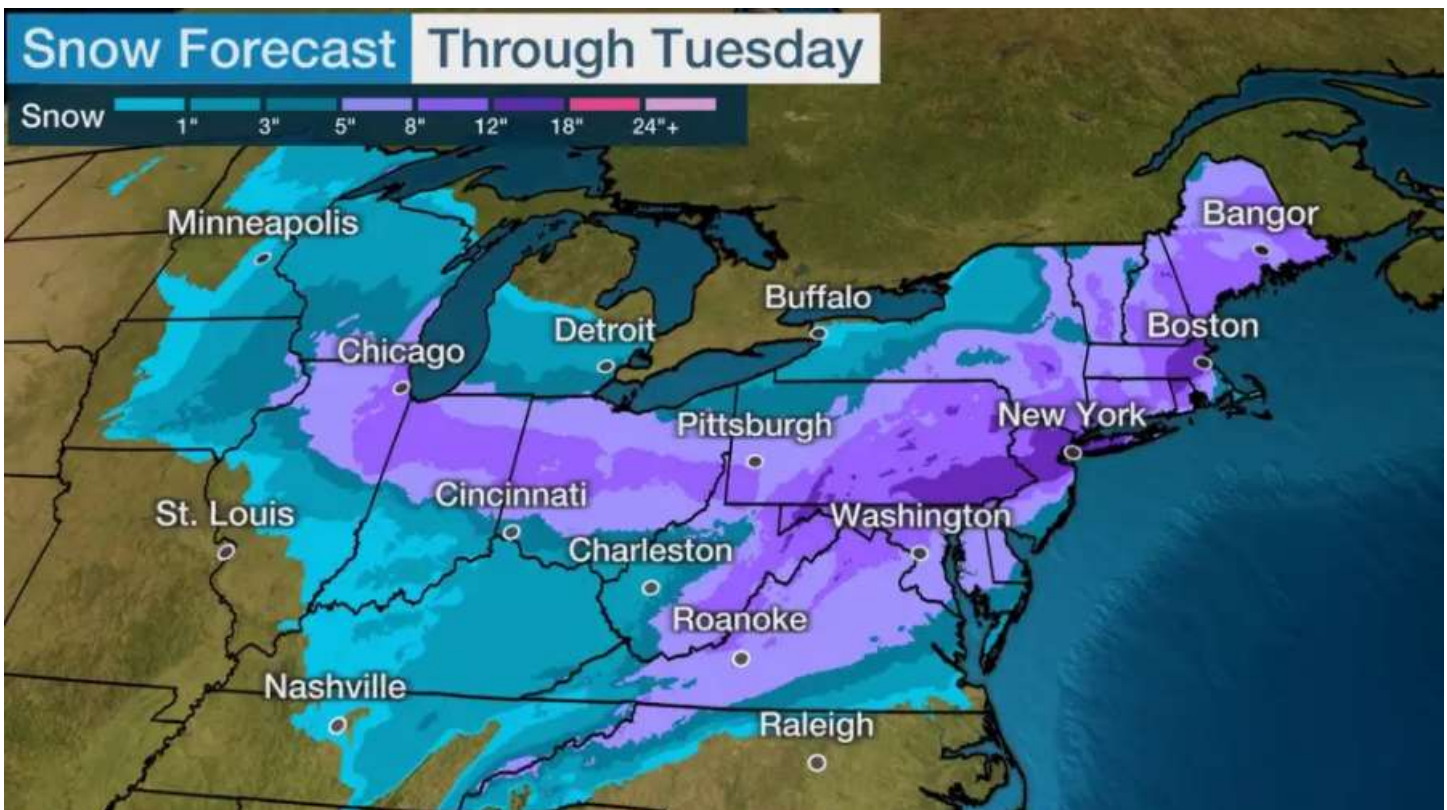 Snow Forecast Through Tuesday
Snow 1" 3" 5" 8" 12" 18" 24"+
Minneapolis
Bangor
Buffalo
Boston
Detroit
Chicago
New York
Pittsburgh
Cincinnati
St. Louis
Washington
Charleston
Roanoke
Nashville
Raleigh